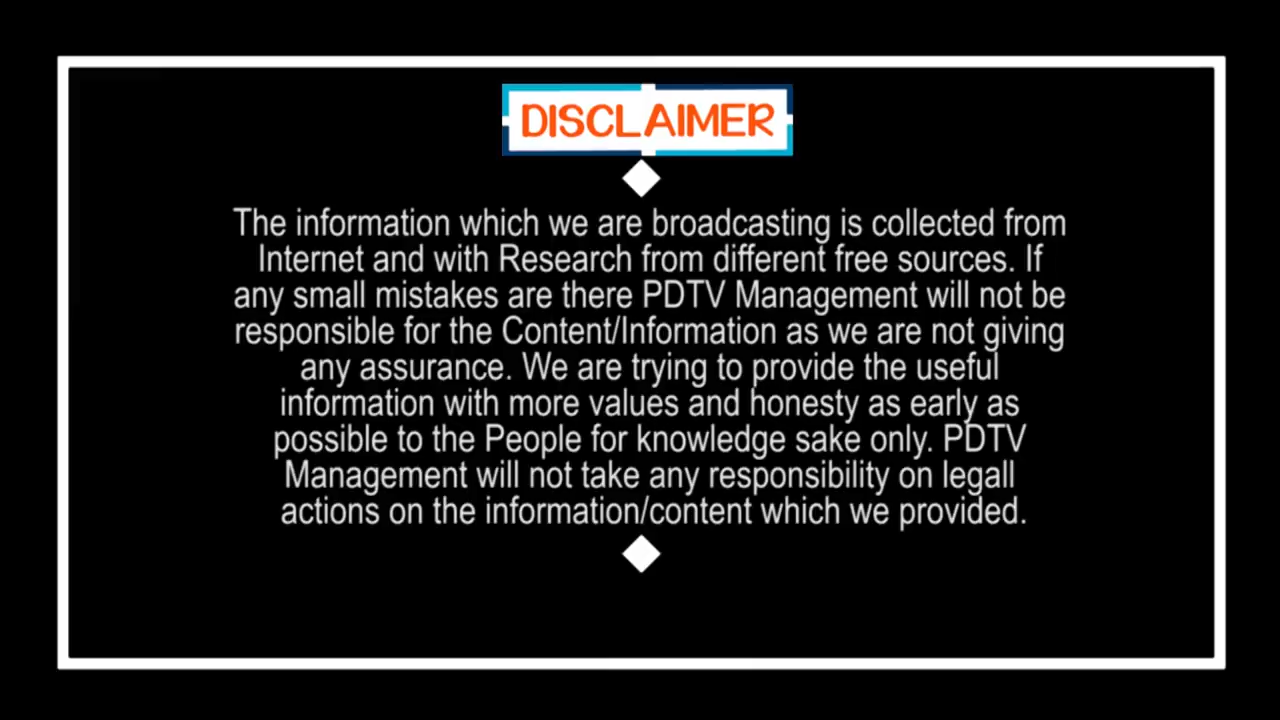 DISCLAIMER
The information which we are broadcasting is collected from
Internet and with Research from different free sources. If
any small mistakes are there PDTV Management will not be
responsible for the Content/Information as we are not giving
any assurance. We are trying to provide the useful
information with more values and honesty as early as
possible to the People for knowledge sake only. PDTV
Management will not take any responsibility on legall
actions on the information/content which we provided.